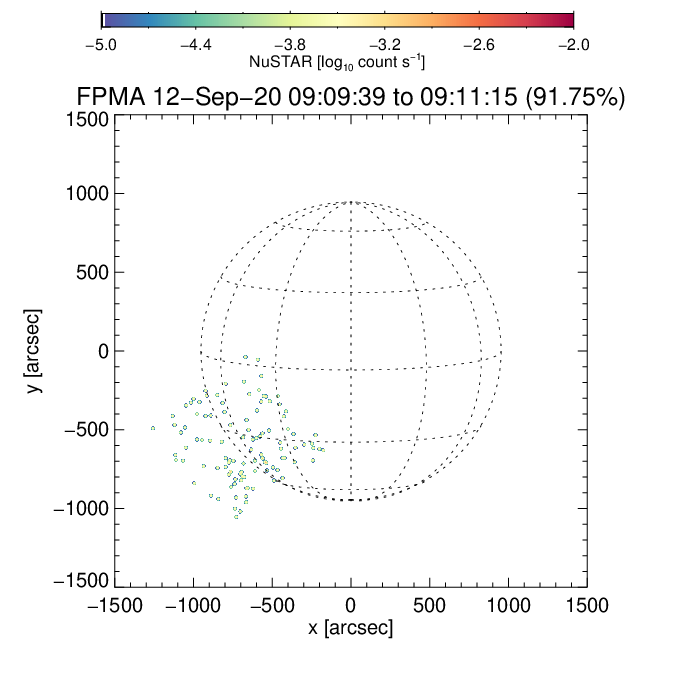 −5.0 −4.4 −3.8 −3.2 −2.6 −2.0
NuSTAR [log₁₀ count s⁻¹]
FPMA 12−Sep−20 09:09:39 to 09:11:15 (91.75%)
1500
1000
500
0
−500
−1000
−1500
y [arcsec]
−1500 −1000 −500 0 500 1000 1500
x [arcsec]